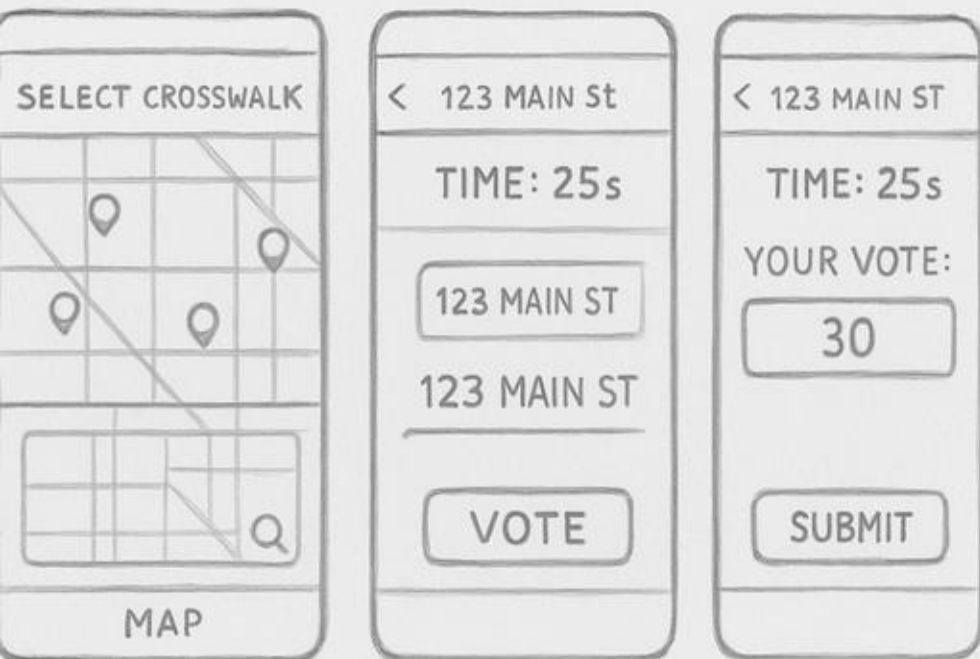 SELECT CROSSWALK
MAP
< 123 MAIN St
TIME: 25s
123 MAIN ST
123 MAIN ST
VOTE
< 123 MAIN ST
TIME: 25s
YOUR VOTE:
30
SUBMIT